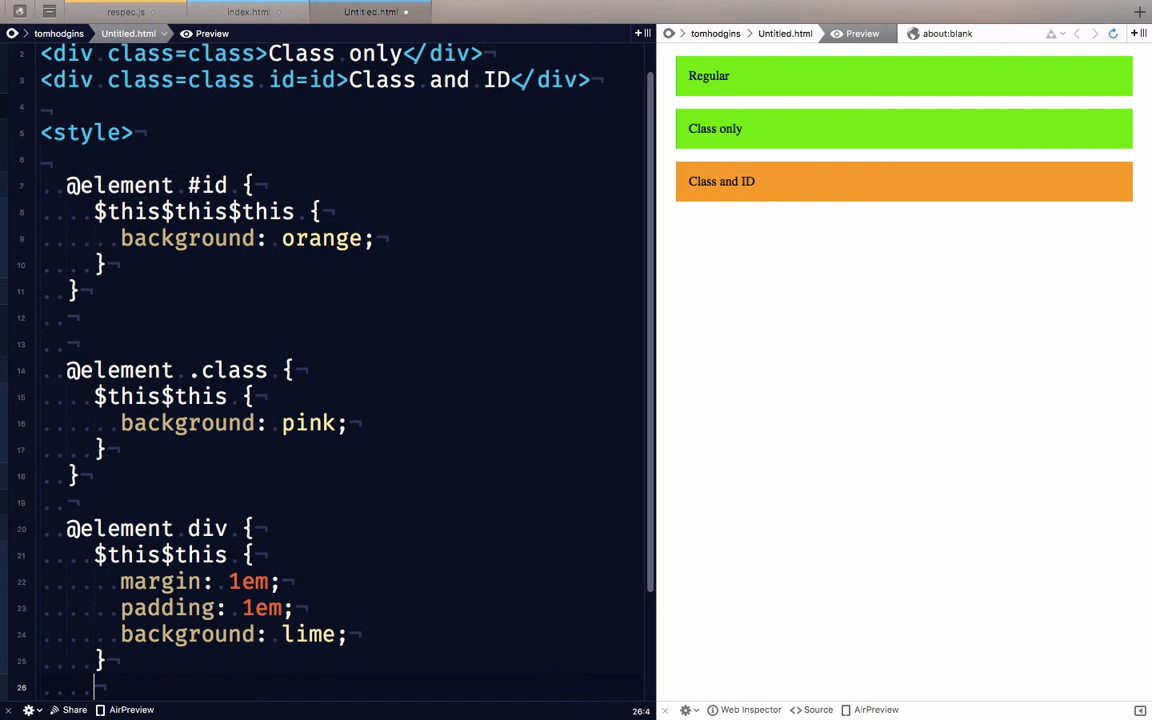 respec.js
index.html
Untitled.html
tomhodgins
Untitled.html
Preview
2 <div class=class>Class only</div>
3 <div class=class id=id>Class and ID</div>
4
5 <style>
6
7 @element #id {
8 $this$this$this {
9 background: orange;
10 }
11 }
12
13
14 @element .class {
15 $this$this {
16 background: pink;
17 }
18 }
19
20 @element div {
21 $this$this {
22 margin: 1em;
23 padding: 1em;
24 background: lime;
25 }
26
Share
AirPreview
26:4
tomhodgins
Untitled.html
Preview
about:blank
Regular
Class only
Class and ID
Web Inspector
Source
AirPreview